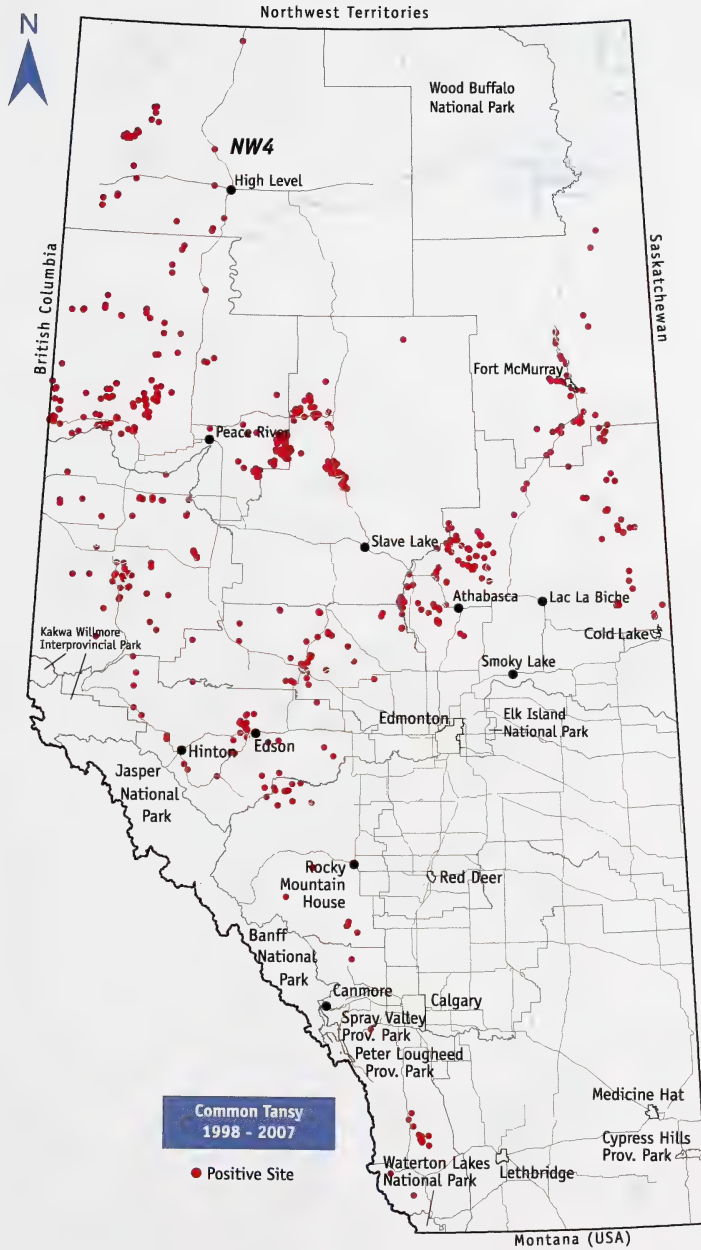 Northwest Territories
N
Wood Buffalo
National Park
NW4
High Level
British Columbia
Saskatchewan
Fort McMurray
Peace River
Slave Lake
Athabasca
Lac La Biche
Kakwa Willmore
Interprovincial Park
Cold Lake
Smoky Lake
Edmonton
Elk Island
National Park
Hinton
Edson
Jasper
National
Park
Rocky
Mountain
House
Red Deer
Banff
National
Park
Canmore
Calgary
Spray Valley
Prov. Park
Peter Lougheed
Prov. Park
Common Tansy
1998 - 2007
Medicine Hat
Cypress Hills
Prov. Park
Positive Site
Waterton Lakes
National Park
Lethbridge
Montana (USA)